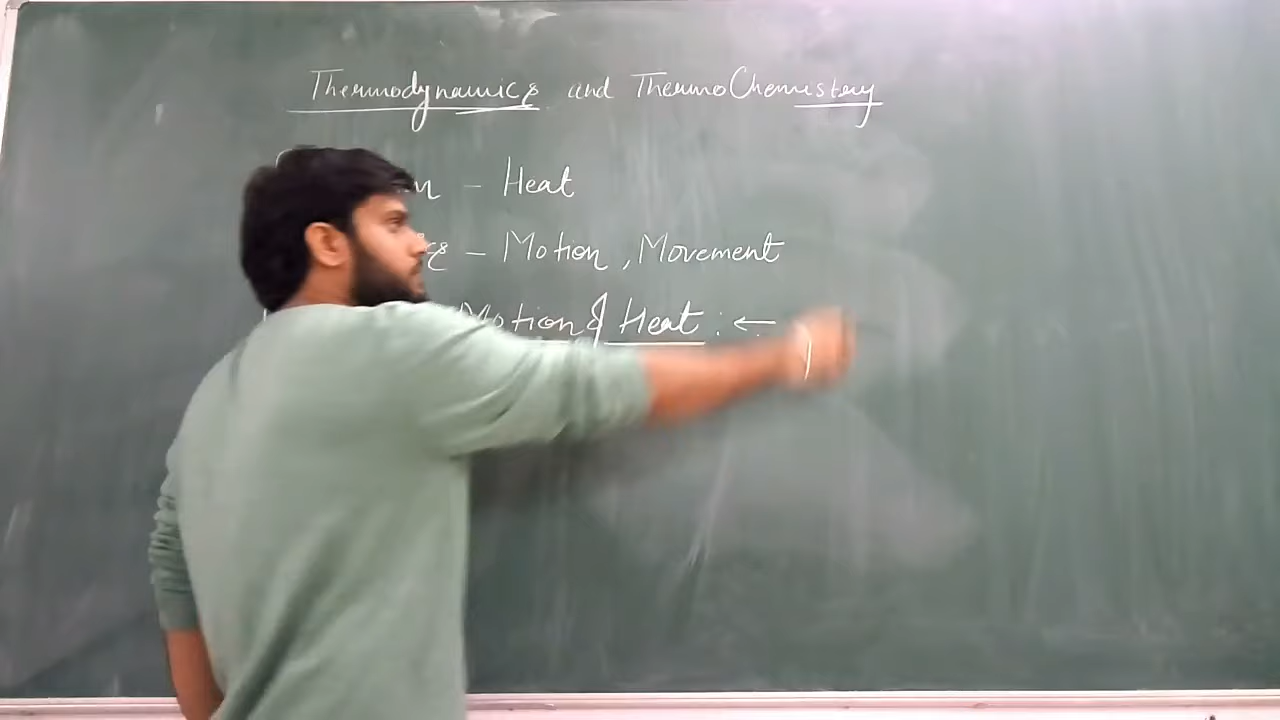 Thermodynamics and ThermoChemistry
- Heat
- Motion, Movement
Motion & Heat : ←